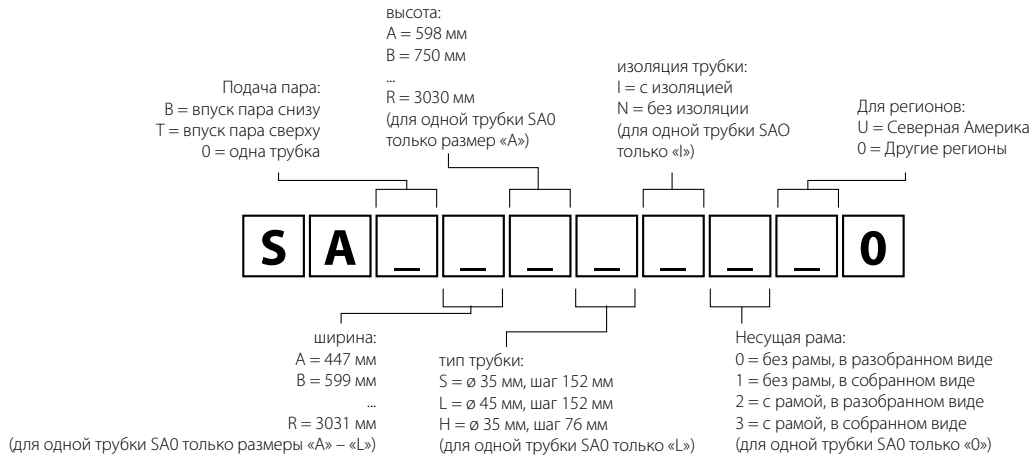 высота:
A = 598 мм
B = 750 мм
...
R = 3030 мм
(для одной трубки SA0
только размер «A»)
Подача пара:
B = впуск пара снизу
T = впуск пара сверху
0 = одна трубка
изоляция трубки:
I = с изоляцией
N = без изоляции
(для одной трубки SAO
только «I»)
Для регионов:
U = Северная Америка
0 = Другие регионы
S A _ _ _ _ _ _ _ 0
ширина:
A = 447 мм
B = 599 мм
...
R = 3031 мм
(для одной трубки SA0 только размеры «A» – «L»)
тип трубки:
S = ø 35 мм, шаг 152 мм
L = ø 45 мм, шаг 152 мм
H = ø 35 мм, шаг 76 мм
(для одной трубки SA0 только «L»)
Несущая рама:
0 = без рамы, в разобранном виде
1 = без рамы, в собранном виде
2 = с рамой, в разобранном виде
3 = с рамой, в собранном виде
(для одной трубки SA0 только «0»)